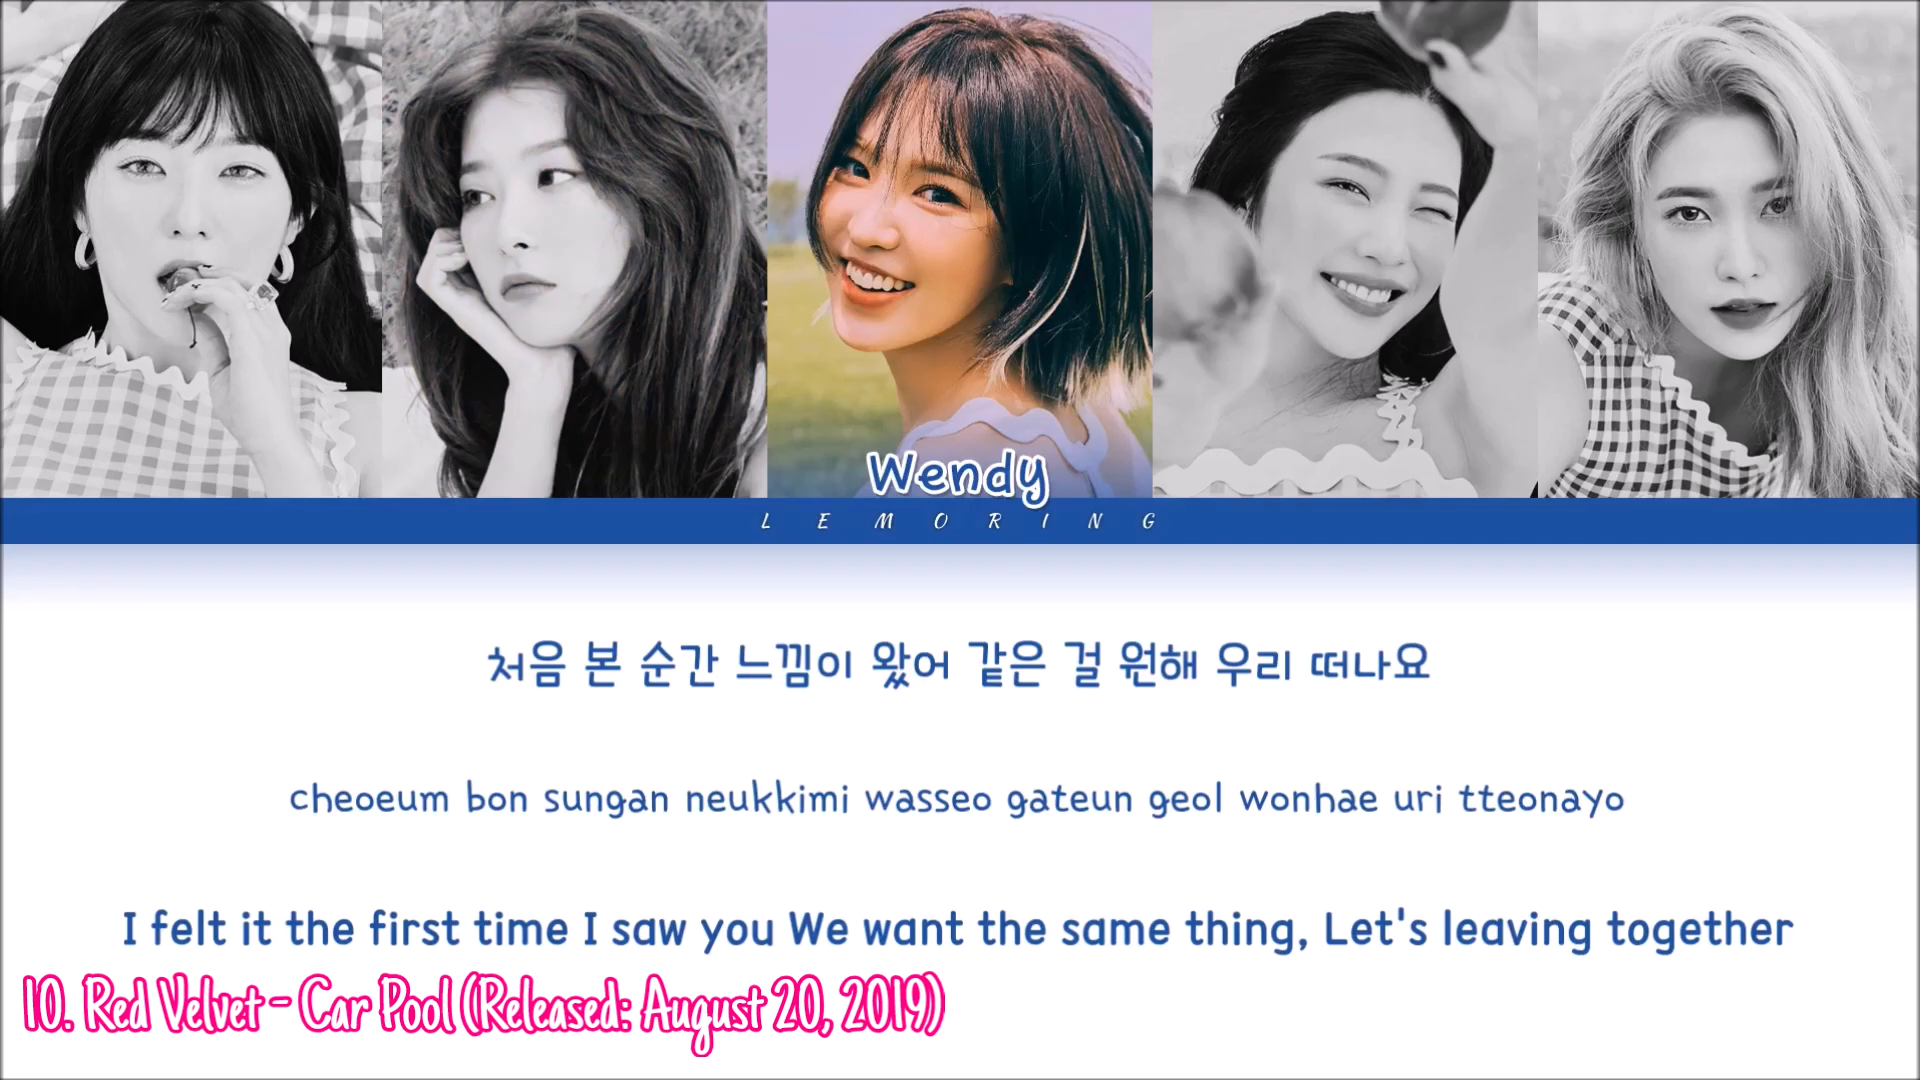 Wendy
LEMORING
처음 본 순간 느낌이 왔어 같은 걸 원해 우리 떠나요
cheoeum bon sungan neukkimi wasseo gateun geol wonhae uri tteonayo
I felt it the first time I saw you We want the same thing, Let's leaving together
10. Red Velvet - Car Pool (Released: August 20, 2019)